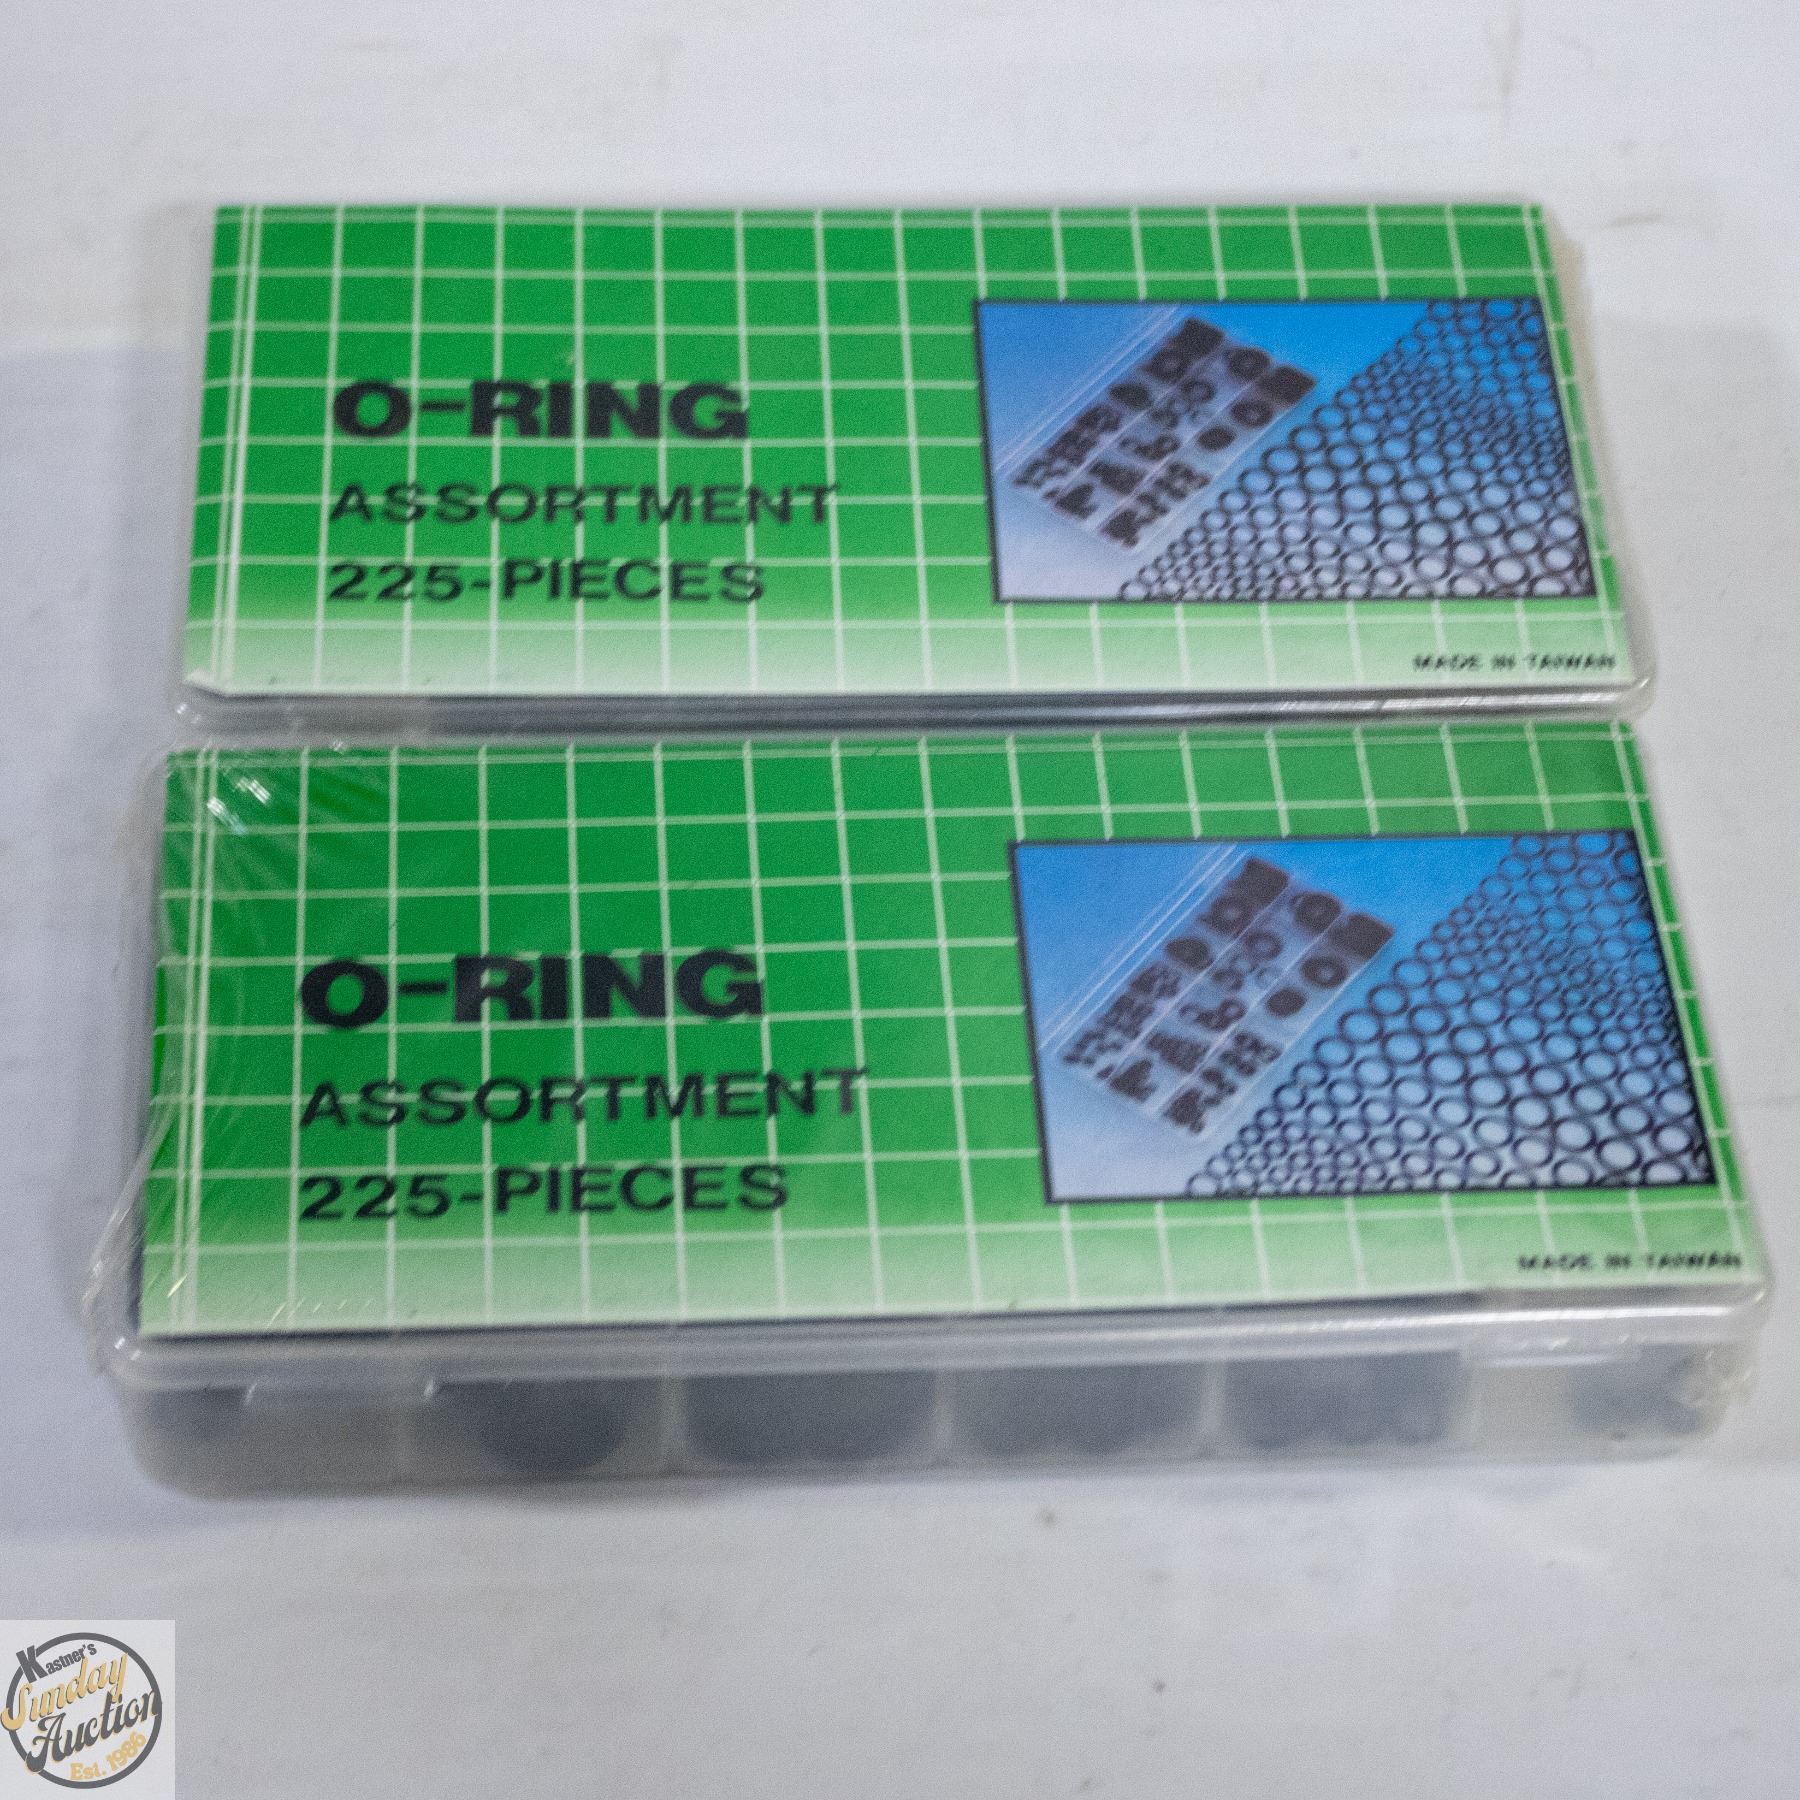 O-RING
ASSORTMENT
225-PIECES
MADE IN TAIWAN
O-RING
ASSORTMENT
225-PIECES
MADE IN TAIWAN
Kastner's
Sunday
Auction
Est. 1986